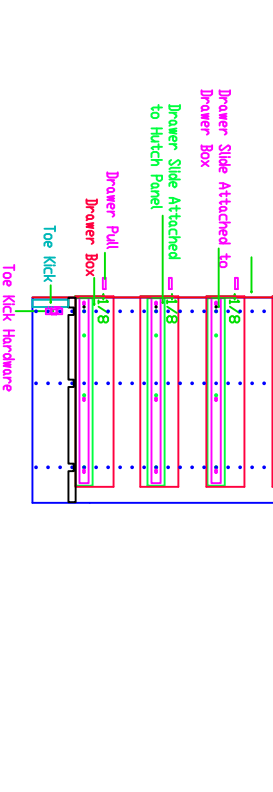 Drawer Slide Attached to
Drawer Box
Drawer Slide Attached
to Hutch Panel
Drawer Pull
Drawer Box
Toe Kick
Toe Kick Hardware
1/8
1/8
1/8